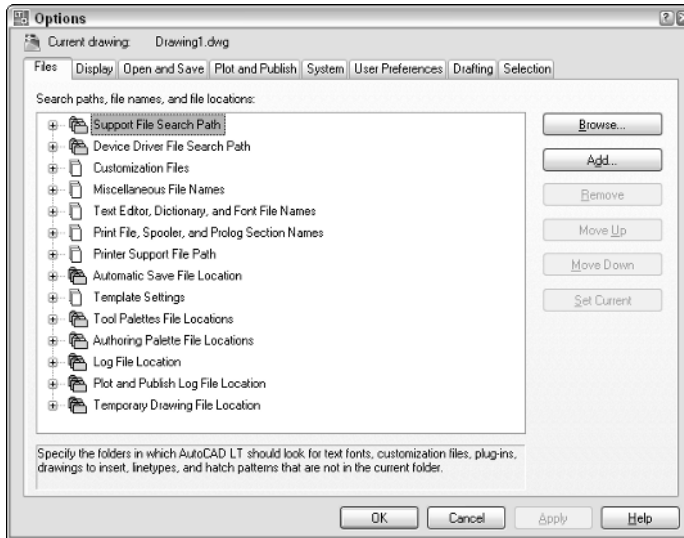 Options
Current drawing: Drawing1.dwg
Files Display Open and Save Plot and Publish System User Preferences Drafting Selection
Search paths, file names, and file locations:
Support File Search Path
Device Driver File Search Path
Customization Files
Miscellaneous File Names
Text Editor, Dictionary, and Font File Names
Print File, Spooler, and Prolog Section Names
Printer Support File Path
Automatic Save File Location
Template Settings
Tool Palettes File Locations
Authoring Palette File Locations
Log File Location
Plot and Publish Log File Location
Temporary Drawing File Location
Browse...
Add...
Remove
Move Up
Move Down
Set Current
Specify the folders in which AutoCAD LT should look for text fonts, customization files, plug-ins,
drawings to insert, linetypes, and hatch patterns that are not in the current folder.
OK Cancel Apply Help